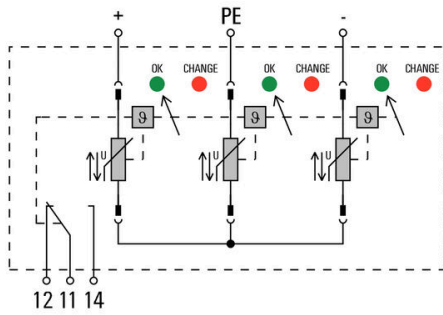 + PE -
OK CHANGE OK CHANGE OK CHANGE
ϑ ϑ ϑ
U U U
12 11 14